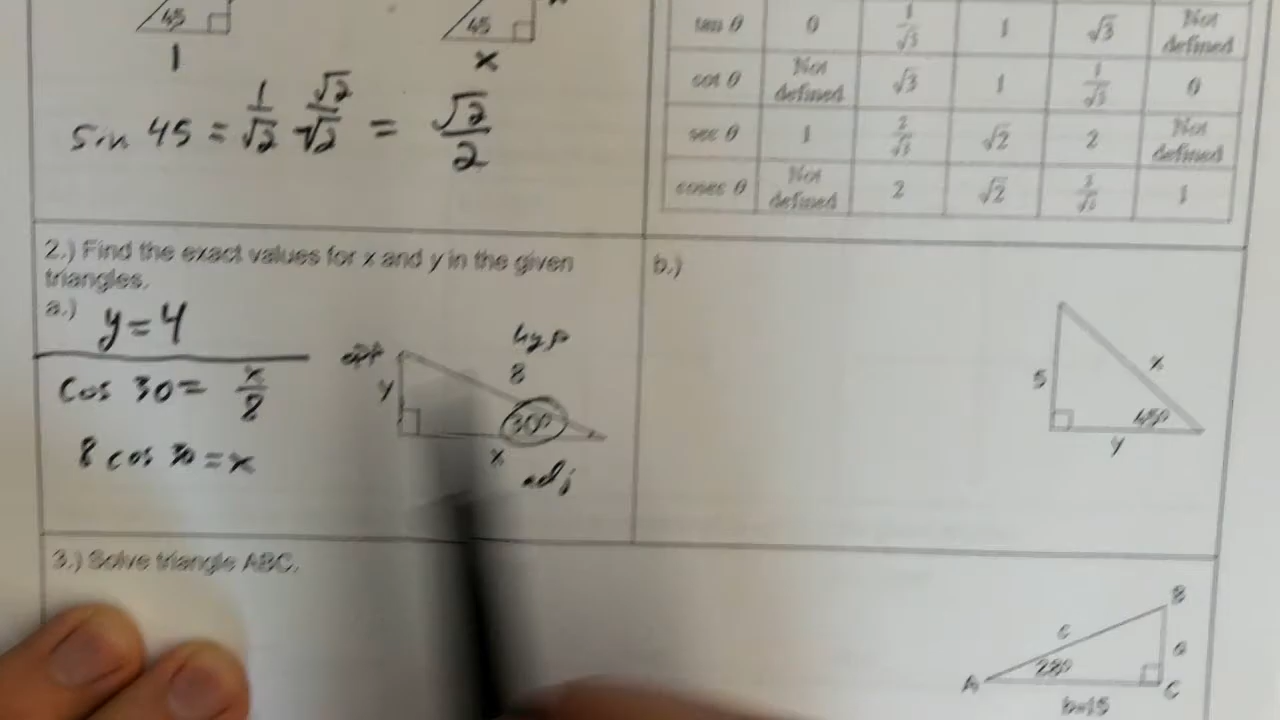 45
1
45
x
sin 45 = 1/√2 √2/√2 = √2/2
tan θ 0 1/√3 1 √3 Not defined
cot θ Not defined √3 1 1/√3 0
sec θ 1 2/√3 √2 2 Not defined
cosec θ Not defined 2 √2 2/√3 1
2.) Find the exact values for x and y in the given
triangles.
a.) y = 4
cos 30 = x/8
8 cos 30 = x
opp
hyp
8
y
30°
x
adj
b.)
5
x
45°
y
3.) Solve triangle ABC.
B
c
a
28°
A
C
b=15